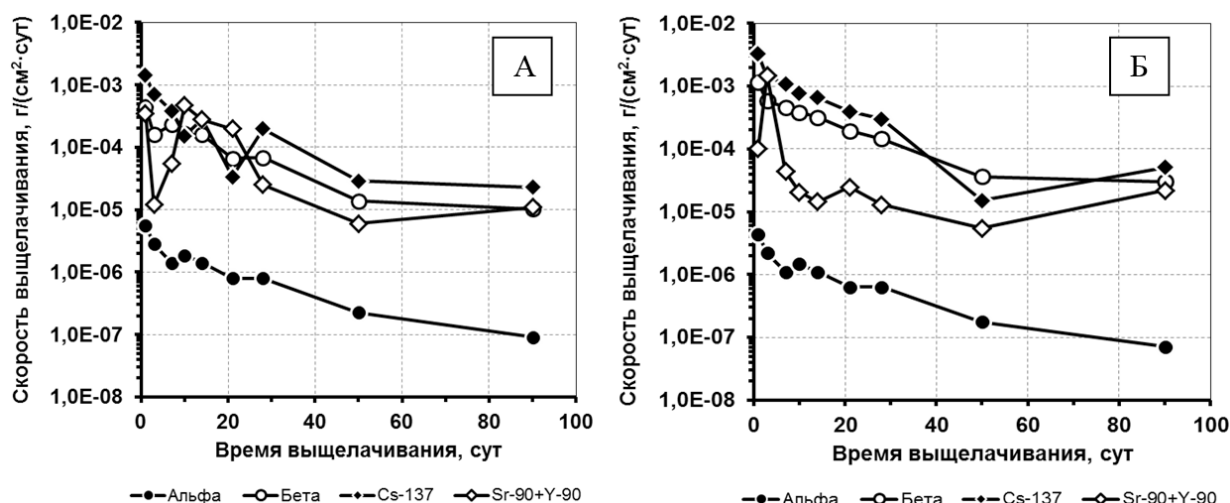 А
Скорость выщелачивания, г/(см²·сут)
1,0E-02
1,0E-03
1,0E-04
1,0E-05
1,0E-06
1,0E-07
1,0E-08
0 20 40 60 80 100
Время выщелачивания, сут
Альфа Бета Cs-137 Sr-90+Y-90
Б
Скорость выщелачивания, г/(см²·сут)
1,0E-02
1,0E-03
1,0E-04
1,0E-05
1,0E-06
1,0E-07
1,0E-08
0 20 40 60 80 100
Время выщелачивания, сут
Альфа Бета Cs-137 Sr-90+Y-90